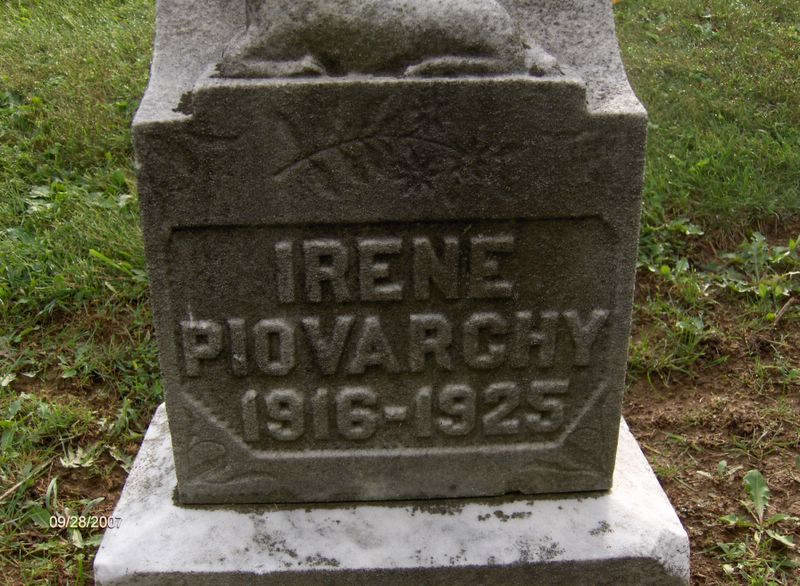 IRENE
PIOVARCHY
1916-1925
09/28/2007